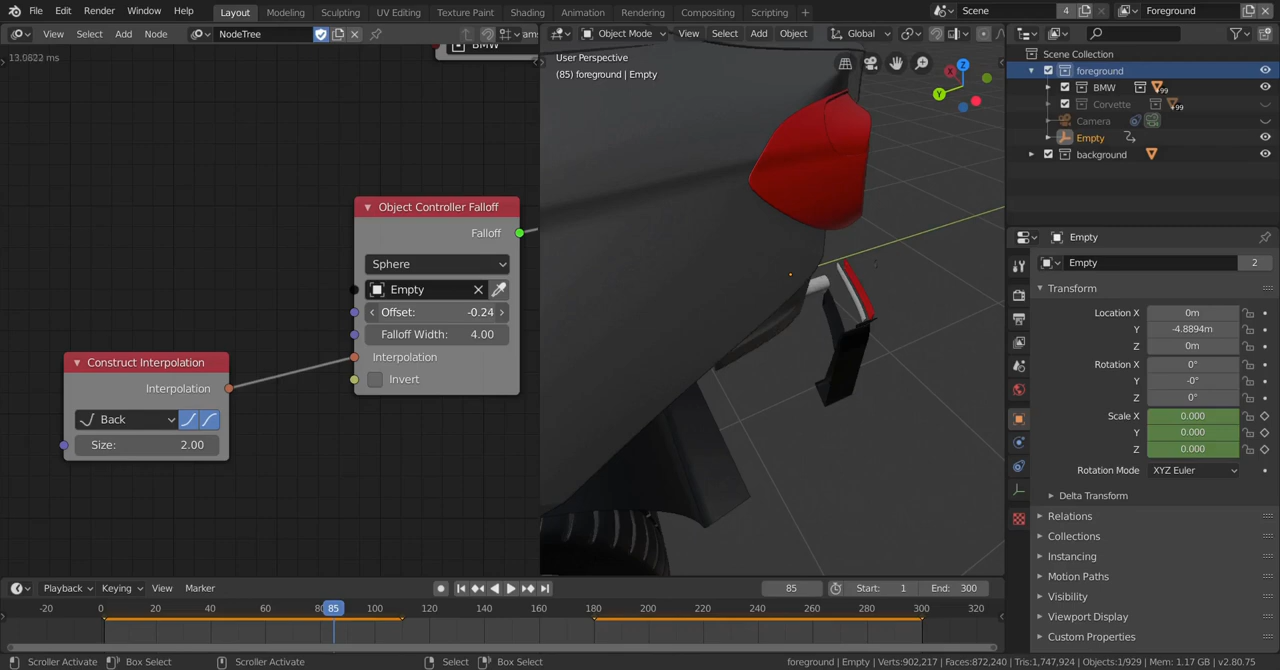 File Edit Render Window Help Layout Modeling Sculpting UV Editing Texture Paint Shading Animation Rendering Compositing Scripting + Scene 4 Foreground
View Select Add Node NodeTree Object Mode View Select Add Object Global
13.0822 ms
BMW
User Perspective
(85) foreground | Empty
Z
X
Y
Object Controller Falloff
Falloff
Sphere
Empty
Offset: -0.24
Falloff Width: 4.00
Interpolation
Invert
Construct Interpolation
Interpolation
Back
Size: 2.00
Scene Collection
foreground
BMW 99
Corvette 99
Camera
Empty
background
Empty
Empty 2
Transform
Location X 0m
Y -4.8894m
Z 0m
Rotation X 0°
Y -0°
Z 0°
Scale X 0.000
Y 0.000
Z 0.000
Rotation Mode XYZ Euler
Delta Transform
Relations
Collections
Instancing
Motion Paths
Visibility
Viewport Display
Custom Properties
Playback Keying View Marker 85 Start: 1 End: 300
-20 0 20 40 60 85 100 120 140 160 180 200 220 240 260 280 300 320
Scroller Activate Box Select Scroller Activate Select Box Select foreground | Empty | Verts:902,217 | Faces:872,240 | Tris:1,747,924 | Objects:1/929 | Mem: 1.17 GB | v2.80.75